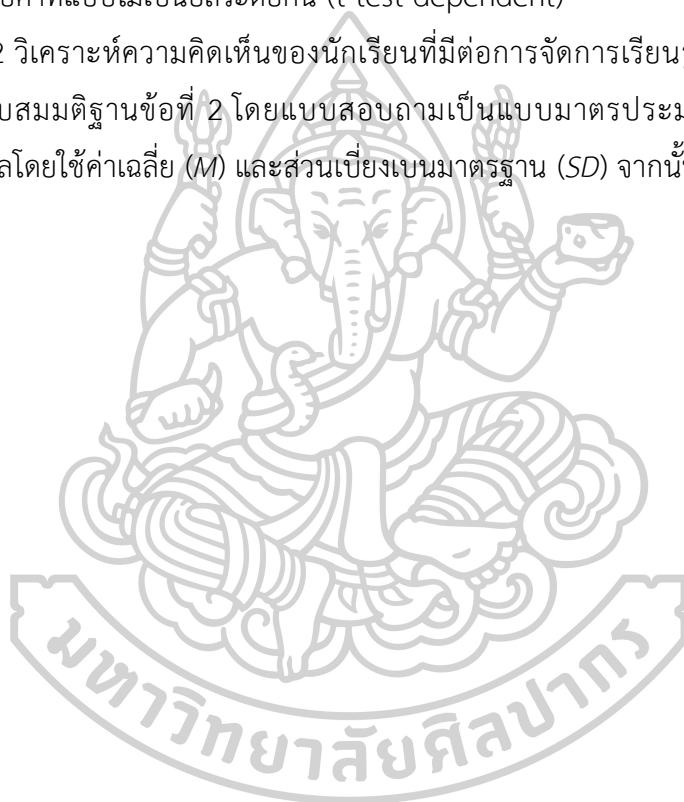 ค่าทีแบบไม่เป็นอิสระต่อกัน (t-test dependent)
2 วิเคราะห์ความคิดเห็นของนักเรียนที่มีต่อการจัดการเรียน
บสมมติฐานข้อที่ 2 โดยแบบสอบถามเป็นแบบมาตรประม
ลโดยใช้ค่าเฉลี่ย (M) และส่วนเบี่ยงเบนมาตรฐาน (SD) จากนั้
มหาวิทยาลัยศิลปากร